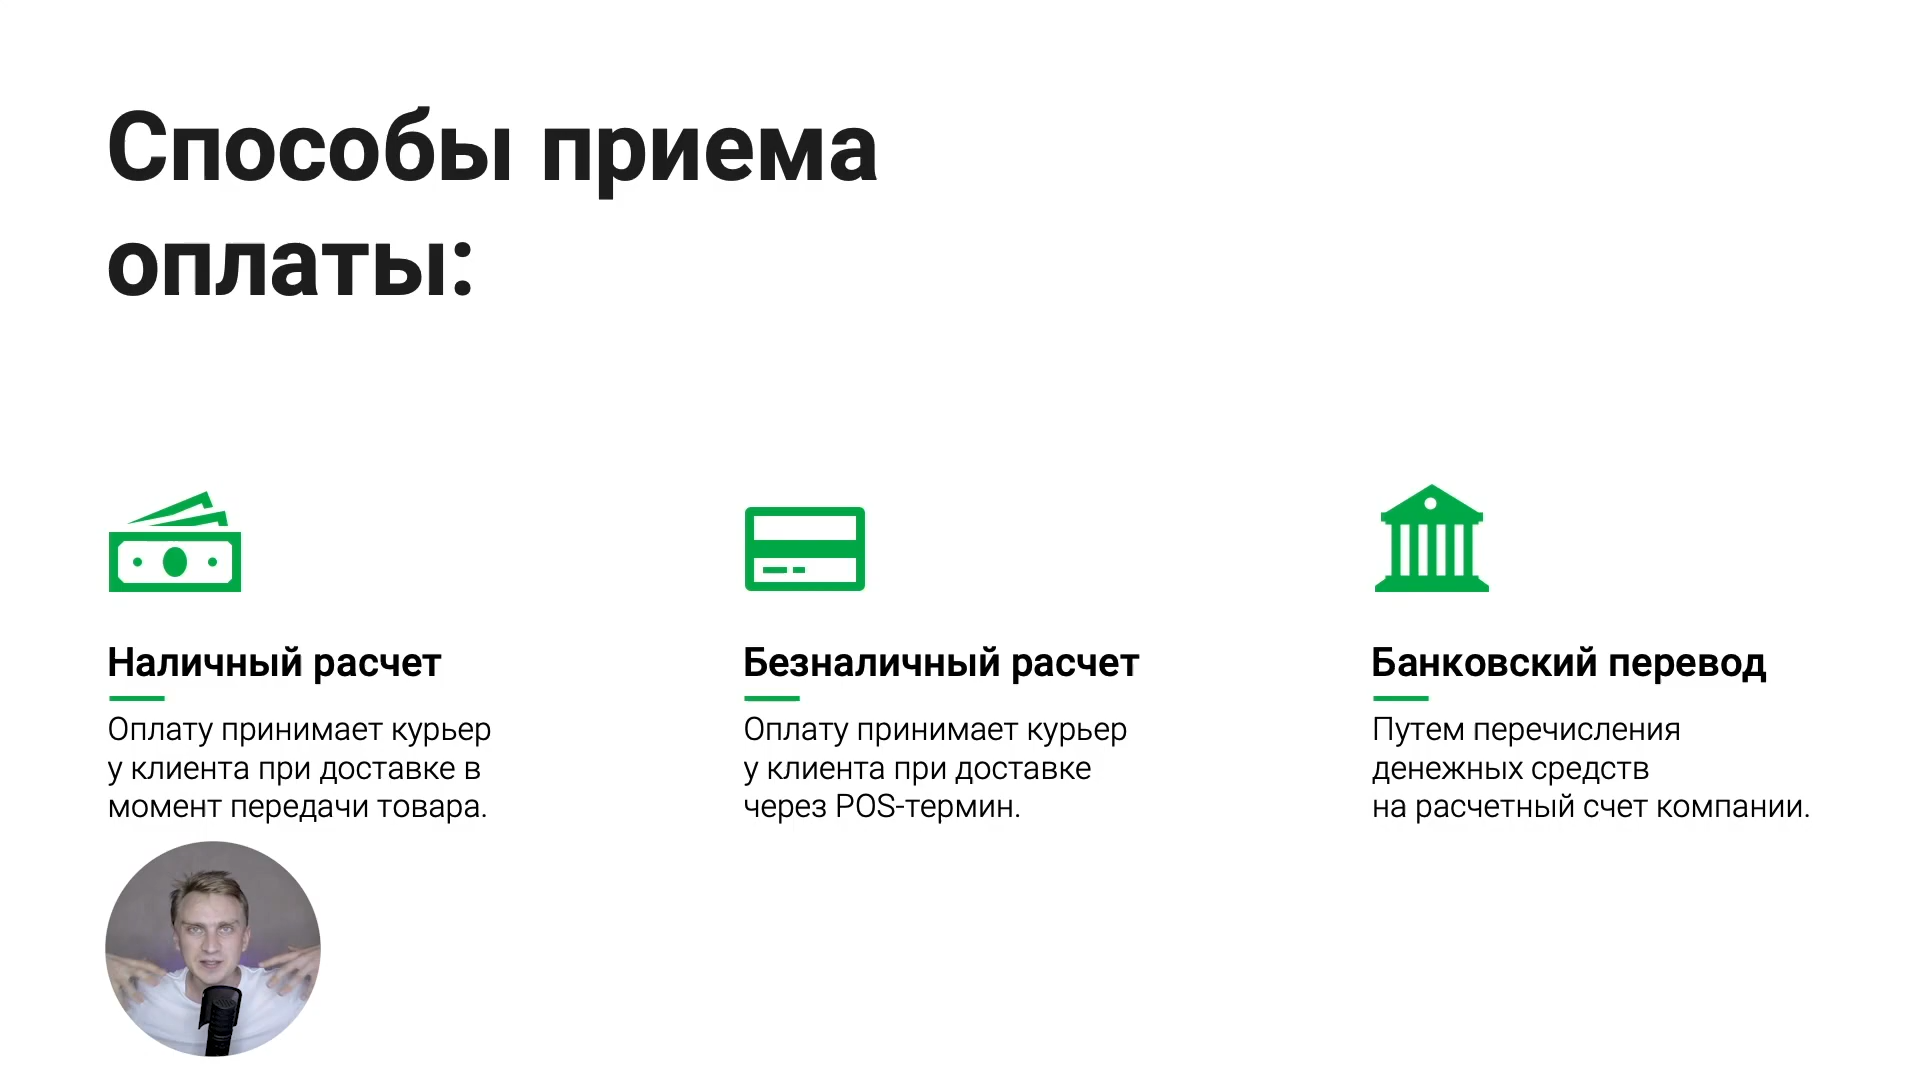 Способы приема
оплаты:
Наличный расчет
Оплату принимает курьер
у клиента при доставке в
момент передачи товара.
Безналичный расчет
Оплату принимает курьер
у клиента при доставке
через POS-термин.
Банковский перевод
Путем перечисления
денежных средств
на расчетный счет компании.